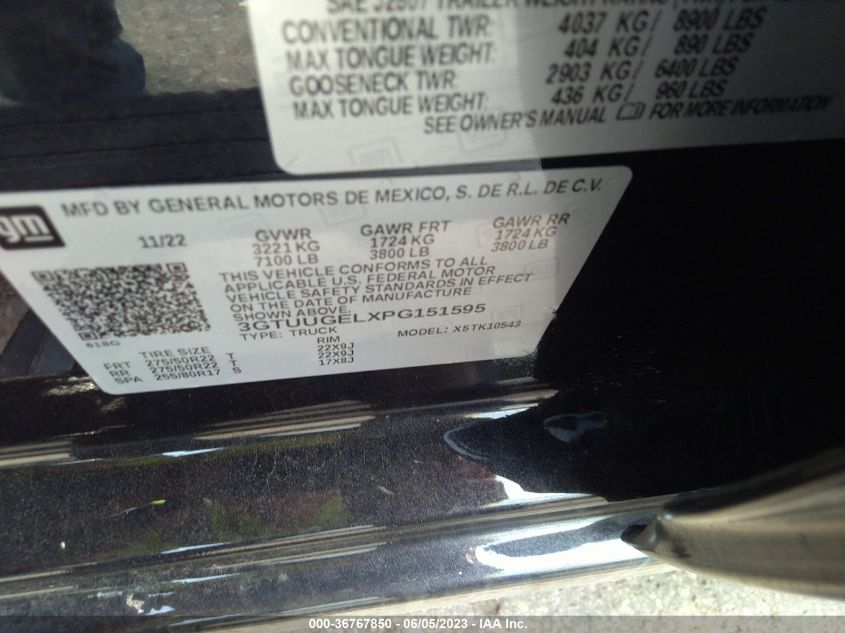 SAE J2807 TRAILER WEIGHT
CONVENTIONAL TWR: 4037 KG/ 8900 LBS
MAX TONGUE WEIGHT: 404 KG/ 890 LBS
GOOSENECK TWR: 2903 KG/ 6400 LBS
MAX TONGUE WEIGHT: 436 KG/ 960 LBS
SEE OWNER'S MANUAL FOR MORE INFORMATION
gm
MFD BY GENERAL MOTORS DE MEXICO, S. DE R.L. DE C.V.
11/22 GVWR GAWR FRT GAWR RR
3221 KG 1724 KG 1724 KG
7100 LB 3800 LB 3800 LB
THIS VEHICLE CONFORMS TO ALL
APPLICABLE U.S. FEDERAL MOTOR
VEHICLE SAFETY STANDARDS IN EFFECT
ON THE DATE OF MANUFACTURE
SHOWN ABOVE.
3GTUUGELXPG151595
TYPE: TRUCK MODEL: X5TK10543
618G
TIRE SIZE RIM
FRT 275/50R22 T 22X9J
RR 275/50R22 T 22X9J
SPA 255/80R17 S 17X8J
000-36767850 - 06/05/2023 - IAA Inc.